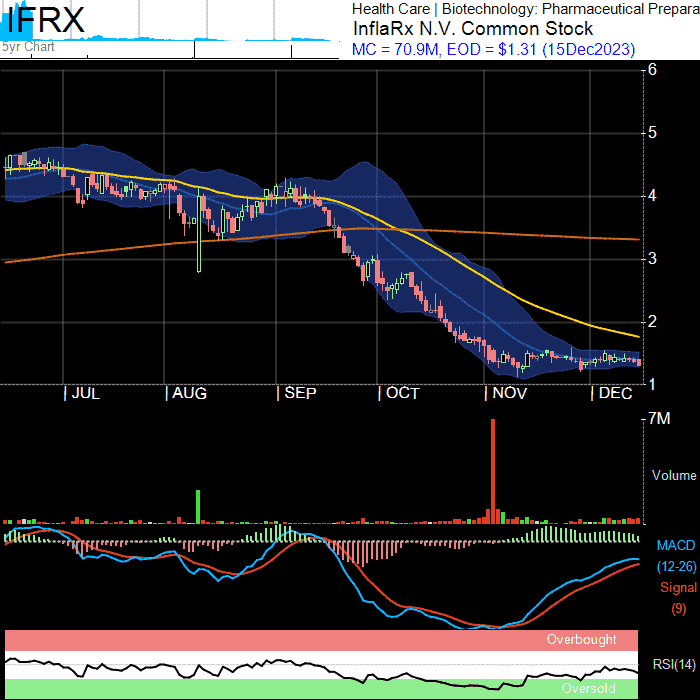 IFRX
5yr Chart
Health Care | Biotechnology: Pharmaceutical Prepara
InflaRx N.V. Common Stock
MC = 70.9M, EOD = $1.31 (15Dec2023)
6
5
4
3
2
1
| JUL | AUG | SEP | OCT | NOV | DEC
7M
Volume
MACD
(12-26)
Signal
(9)
Overbought
RSI(14)
Oversold